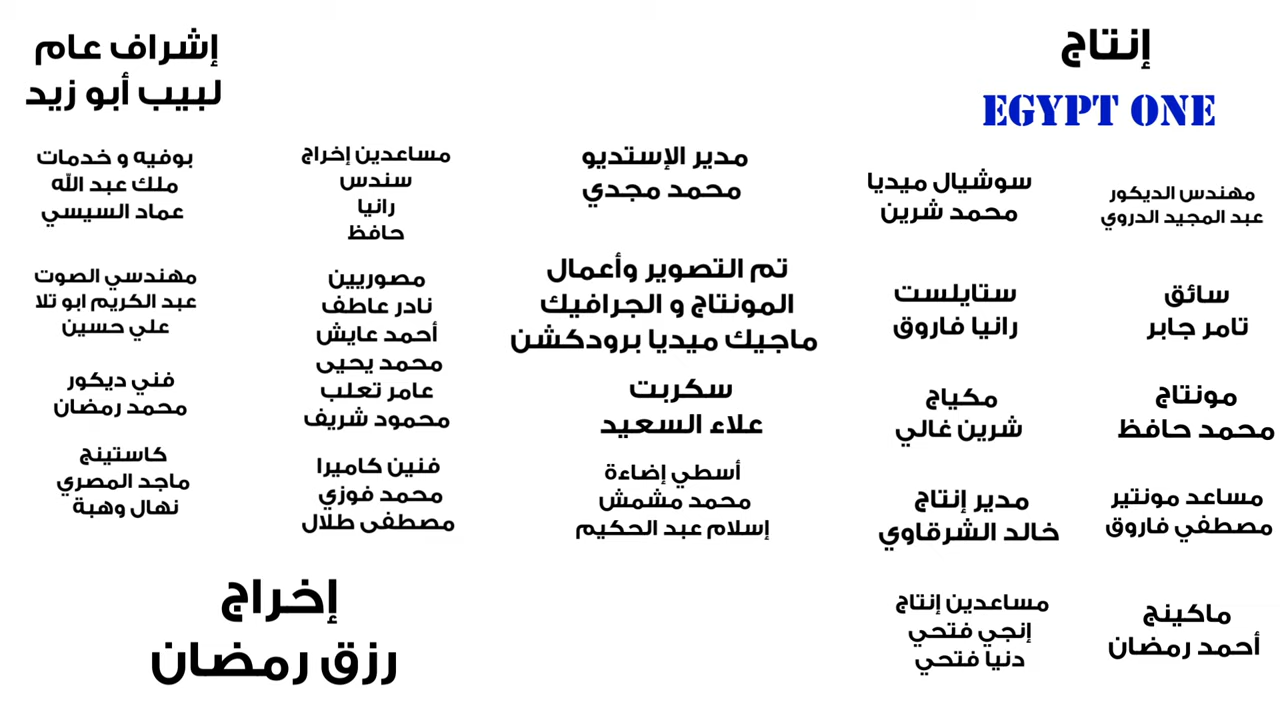 إنتاج
EGYPT ONE
إشراف عام
لبيب أبو زيد
مهندس الديكور
عبد المجيد الدروي
سائق
تامر جابر
مونتاج
محمد حافظ
مساعد مونتير
مصطفي فاروق
ماكينج
أحمد رمضان
سوشيال ميديا
محمد شرين
ستايلست
رانيا فاروق
مكياج
شرين غالي
مدير إنتاج
خالد الشرقاوي
مساعدين إنتاج
إنجي فتحي
دنيا فتحي
مدير الإستديو
محمد مجدي
تم التصوير وأعمال
المونتاج و الجرافيك
ماجيك ميديا برودكشن
سكربت
علاء السعيد
أسطي إضاءة
محمد مشمش
إسلام عبد الحكيم
مساعدين إخراج
سندس
رانيا
حافظ
مصوريين
نادر عاطف
أحمد عايش
محمد يحيى
عامر تعلب
محمود شريف
فنين كاميرا
محمد فوزي
مصطفى طلال
بوفيه و خدمات
ملك عبد الله
عماد السيسي
مهندسي الصوت
عبد الكريم ابو تلا
علي حسين
فني ديكور
محمد رمضان
كاستينج
ماجد المصري
نهال وهبة
إخراج
رزق رمضان